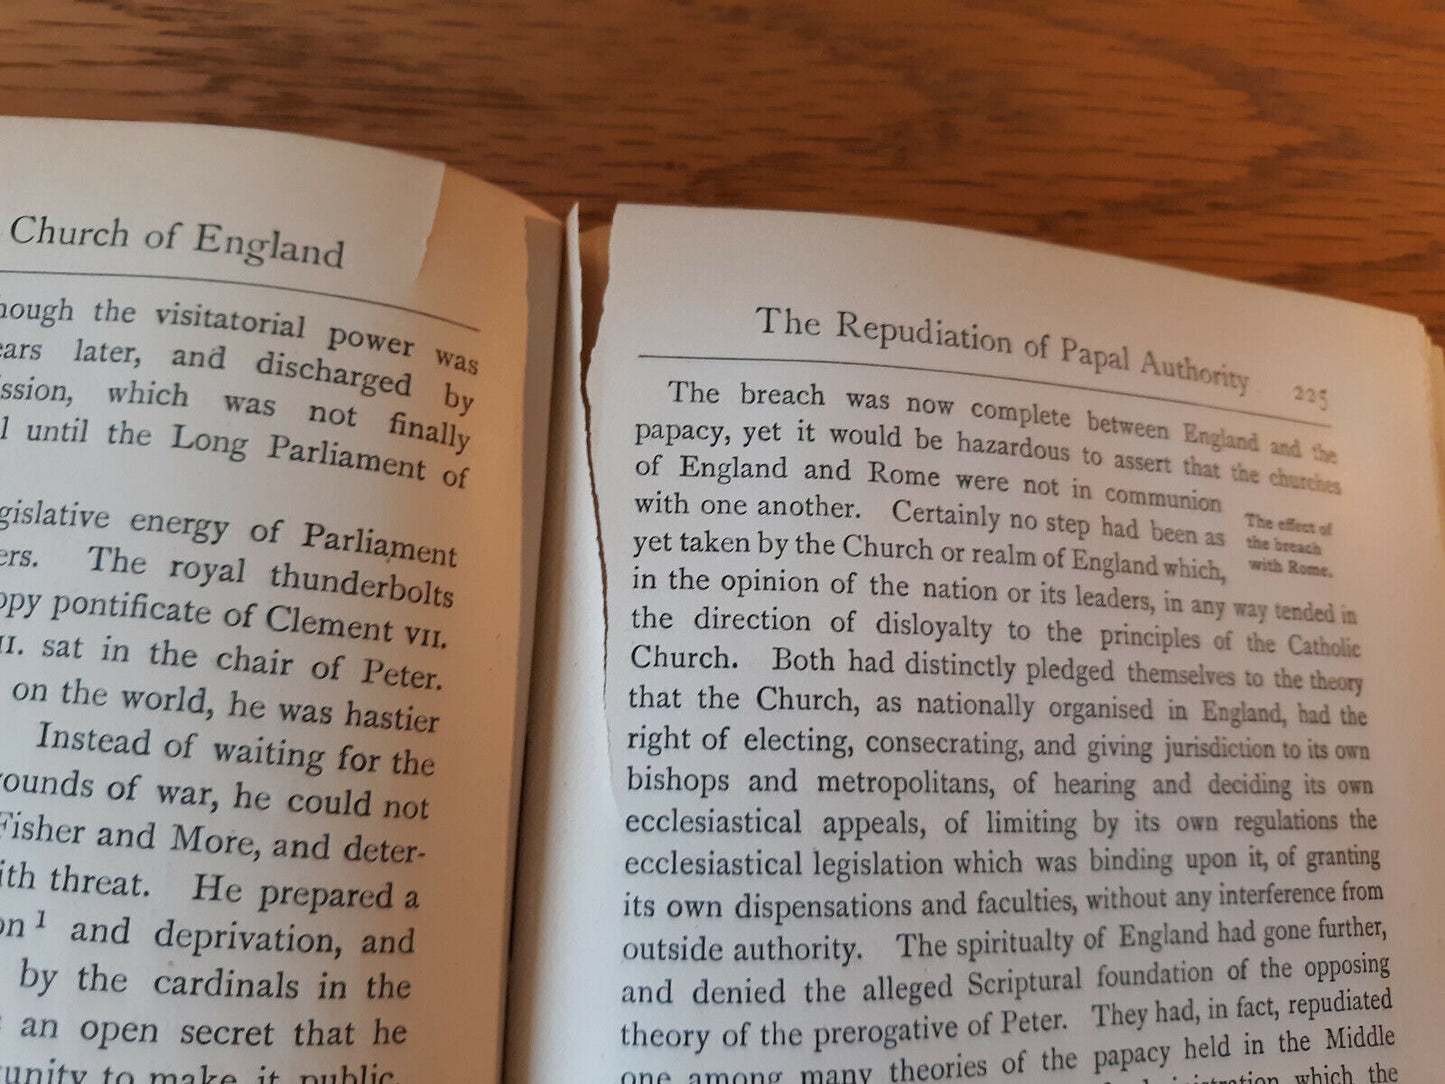 Church of England
though the visitatorial power was
later, and discharged by
which was not finally
until the Long Parliament of
energy of Parliament
The royal thunderbolts
pontificate of Clement VII.
sat in the chair of Peter.
on the world, he was hastier
Instead of waiting for the
of war, he could not
Fisher and More, and deter-
threat. He prepared a
1 and deprivation, and
by the cardinals in the
an open secret that he
to make it public.
The Repudiation of Papal Authority 225
The breach was now complete between England and the
papacy, yet it would be hazardous to assert that the churches
of England and Rome were not in communion
with one another. Certainly no step had been as
yet taken by the Church or realm of England which,
The effect of
the breach
with Rome.
in the opinion of the nation or its leaders, in any way tended in
the direction of disloyalty to the principles of the Catholic
Church. Both had distinctly pledged themselves to the theory
that the Church, as nationally organised in England, had the
right of electing, consecrating, and giving jurisdiction to its own
bishops and metropolitans, of hearing and deciding its own
ecclesiastical appeals, of limiting by its own regulations the
ecclesiastical legislation which was binding upon it, of granting
its own dispensations and faculties, without any interference from
outside authority. The spiritualty of England had gone further,
and denied the alleged Scriptural foundation of the opposing
theory of the prerogative of Peter. They had, in fact, repudiated
one among many theories of the papacy held in the Middle
which the